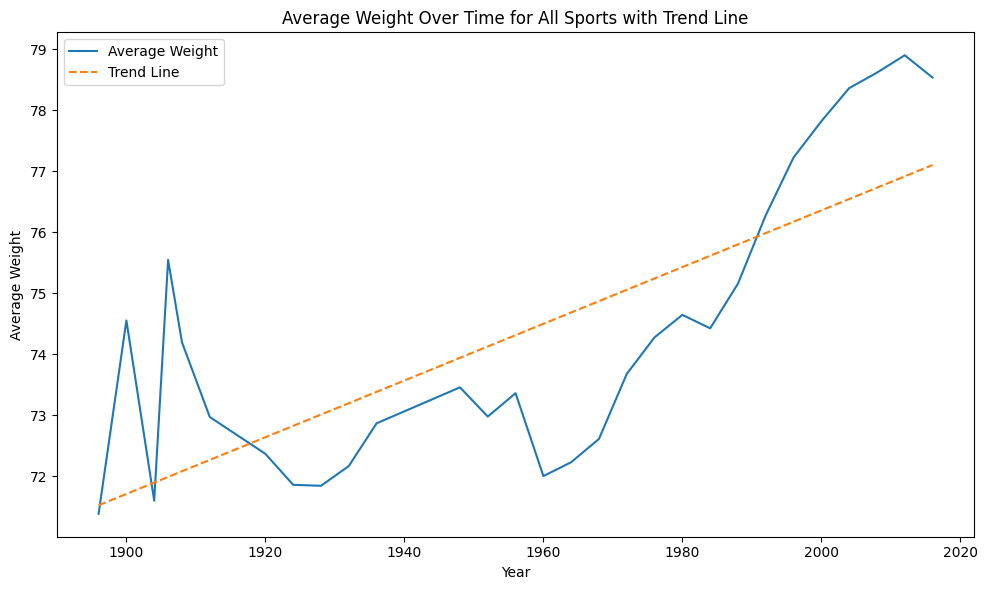 Average Weight Over Time for All Sports with Trend Line
Average Weight
Trend Line
79
78
77
76
75
74
73
72
Average Weight
1900 1920 1940 1960 1980 2000 2020
Year